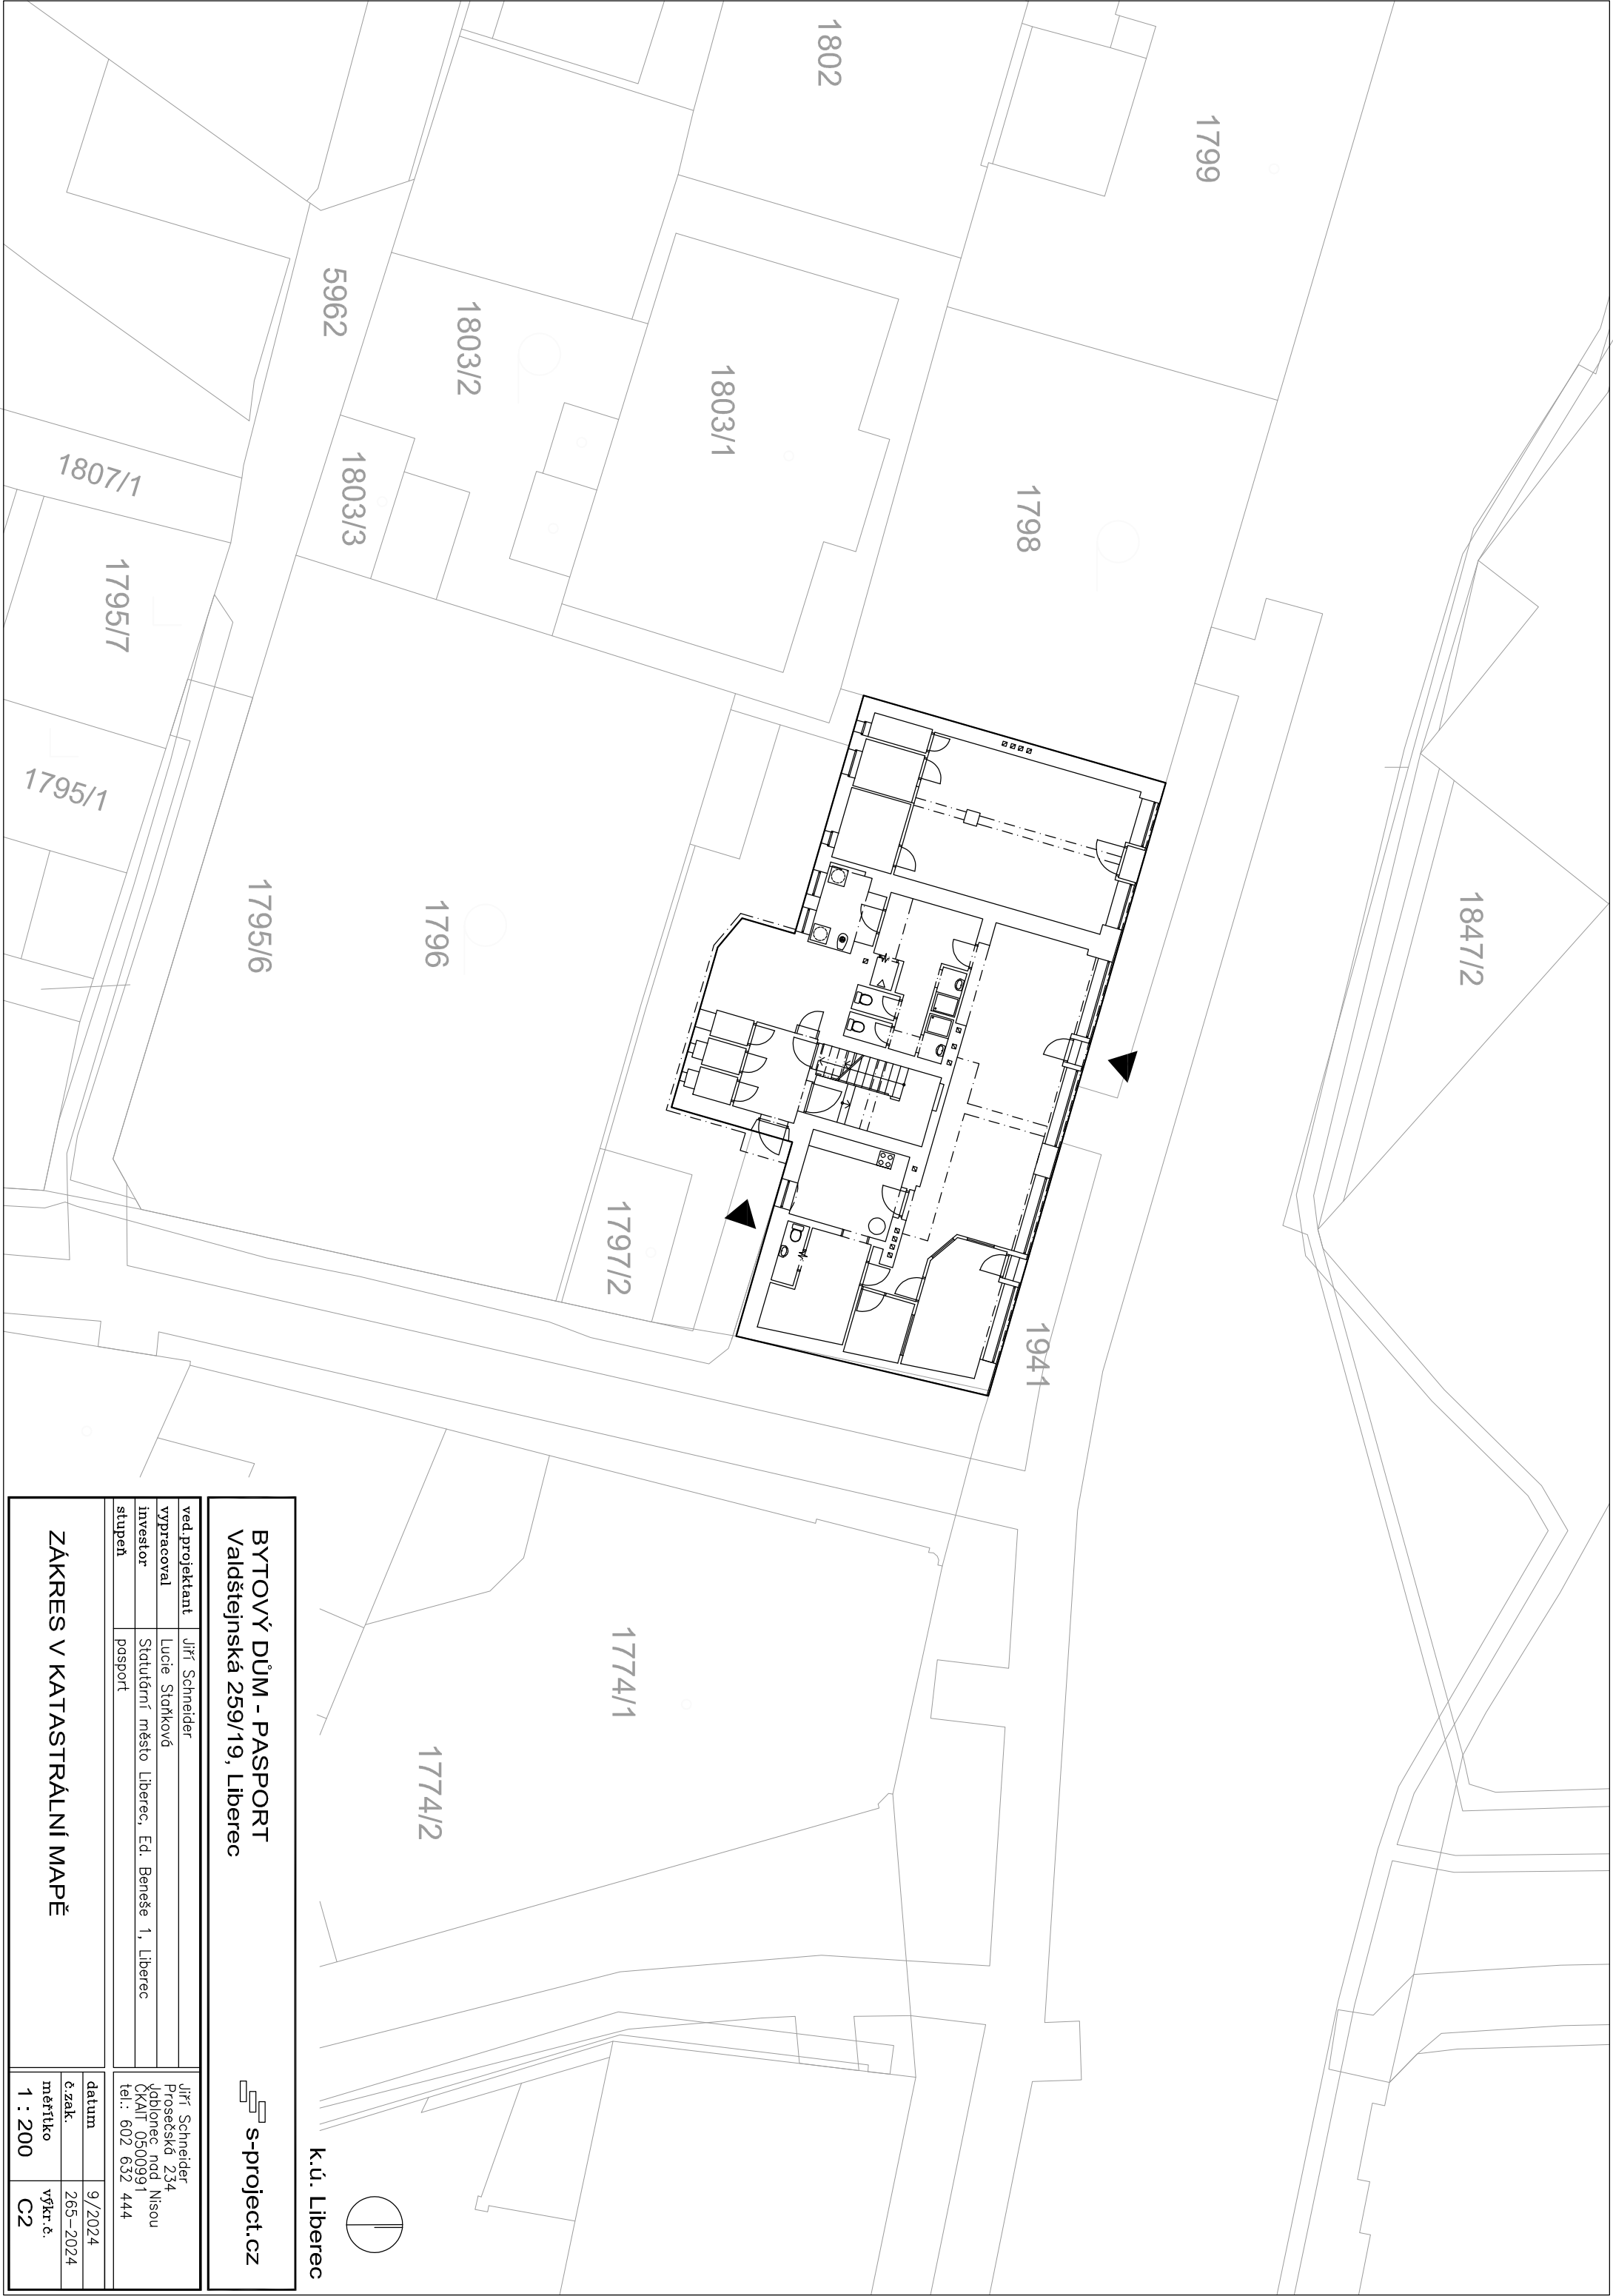 1802
1799
5962
1803/2
1803/1
1798
1807/1
1803/3
1795/7
1795/1
1795/6
1796
1847/2
1797/2
1941
1774/1
1774/2
k.ú. Liberec
BYTOVÝ DŮM - PASPORT
Valdštejnská 259/19, Liberec
s-project.cz
ved.projektant Jiří Schneider
vypracoval Lucie Staňková
investor Statutární město Liberec, Ed. Beneše 1, Liberec
stupeň pasport
Jiří Schneider
Prosečská 234
Jablonec nad Nisou
ČKAIT 0500991
tel.: 602 632 444
ZÁKRES V KATASTRÁLNÍ MAPĚ
datum 9/2024
č.zak. 265-2024
měřítko výkr.č.
1 : 200 C2